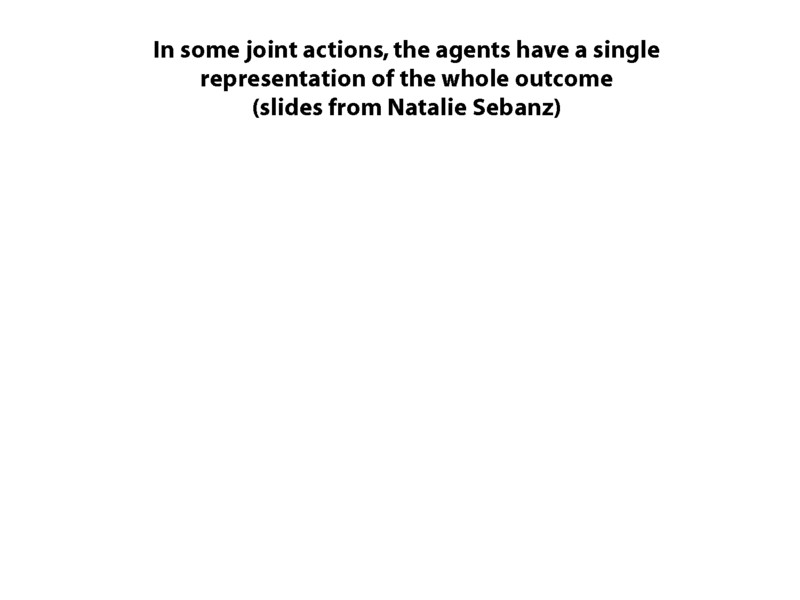 In some joint actions, the agents have a single
representation of the whole outcome
(slides from Natalie Sebanz)